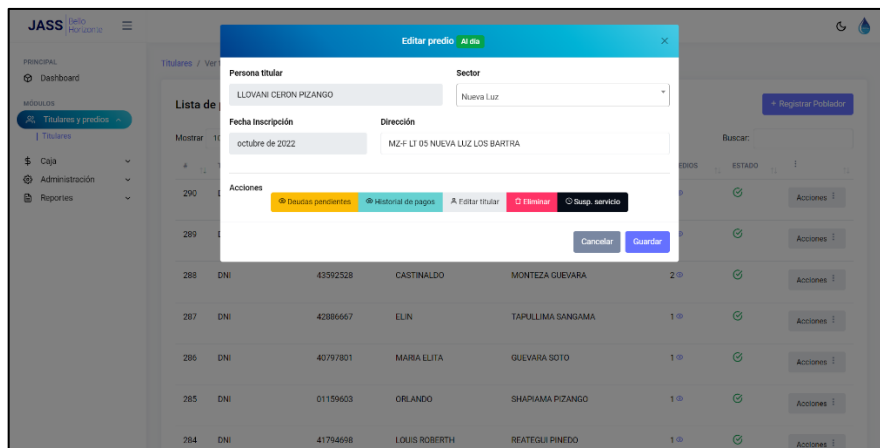 JASS Bello Horizonte
Editar predio Al día
PRINCIPAL
Dashboard
MÓDULOS
Titulares y predios
Titulares
Caja
Administración
Reportes
Titulares / Ver
Lista de
+ Registrar Poblador
Mostrar 10
Buscar:
Persona titular
Sector
LLOVANI CERON PIZANGO
Nueva Luz
Fecha Inscripción
Dirección
octubre de 2022
MZ-F LT 05 NUEVA LUZ LOS BARTRA
Acciones
Deudas pendientes Historial de pagos Editar titular Eliminar Susp. servicio
Cancelar Guardar
# ESTADO
290 Acciones
289 Acciones
288 DNI 43592528 CASTINALDO MONTEZA GUEVARA 2 Acciones
287 DNI 42886667 ELIN TAPULLIMA SANGAMA 1 Acciones
286 DNI 40797801 MARIA ELITA GUEVARA SOTO 1 Acciones
285 DNI 01159603 ORLANDO SHAPIAMA PIZANGO 1 Acciones
284 DNI 41794698 LOUIS ROBERTH REATEGUI PINEDO 1 Acciones